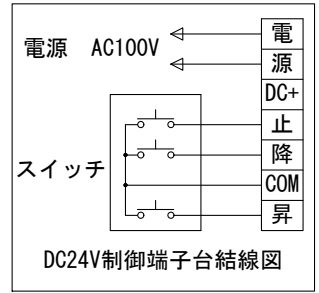 電源 AC100V
電
源
DC+
止
降
COM
昇
スイッチ
DC24V制御端子台結線図